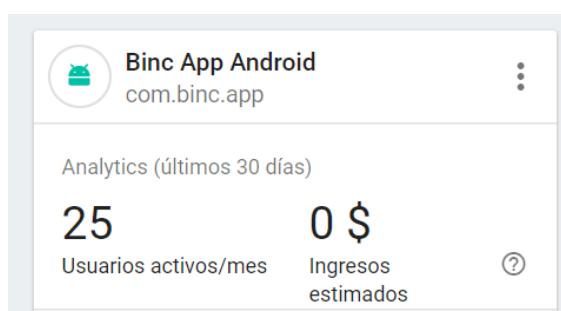 Binc App Android
com.binc.app
Analytics (últimos 30 días)
25
0 $
Usuarios activos/mes
Ingresos
estimados
?